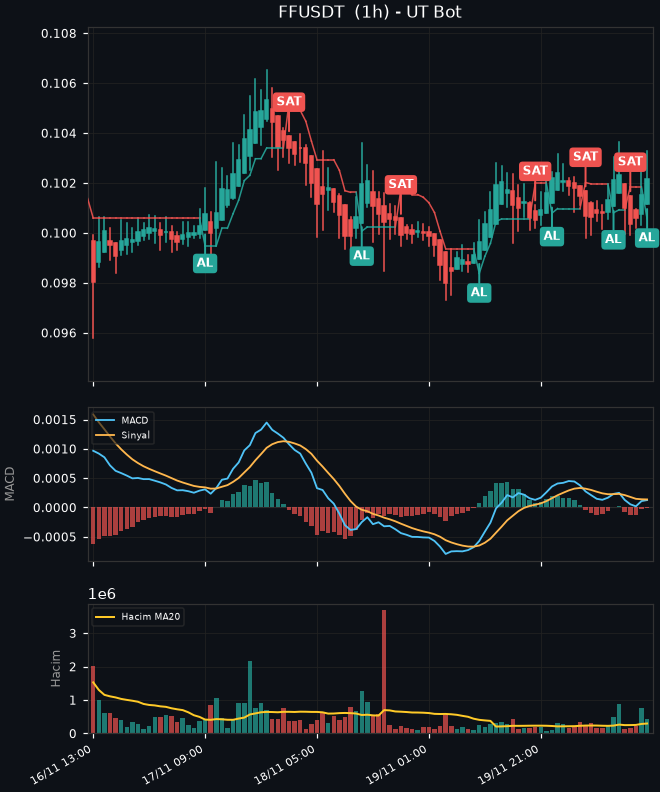 FFUSDT  (1h) - UT Bot
0.108
0.106
0.104
0.102
0.100
0.098
0.096
SAT
SAT
SAT
SAT
SAT
AL
AL
AL
AL
AL
AL
MACD
0.0015
0.0010
0.0005
0.0000
−0.0005
MACD
Sinyal
1e6
Hacim
3
2
1
0
Hacim MA20
16/11 13:00
17/11 09:00
18/11 05:00
19/11 01:00
19/11 21:00